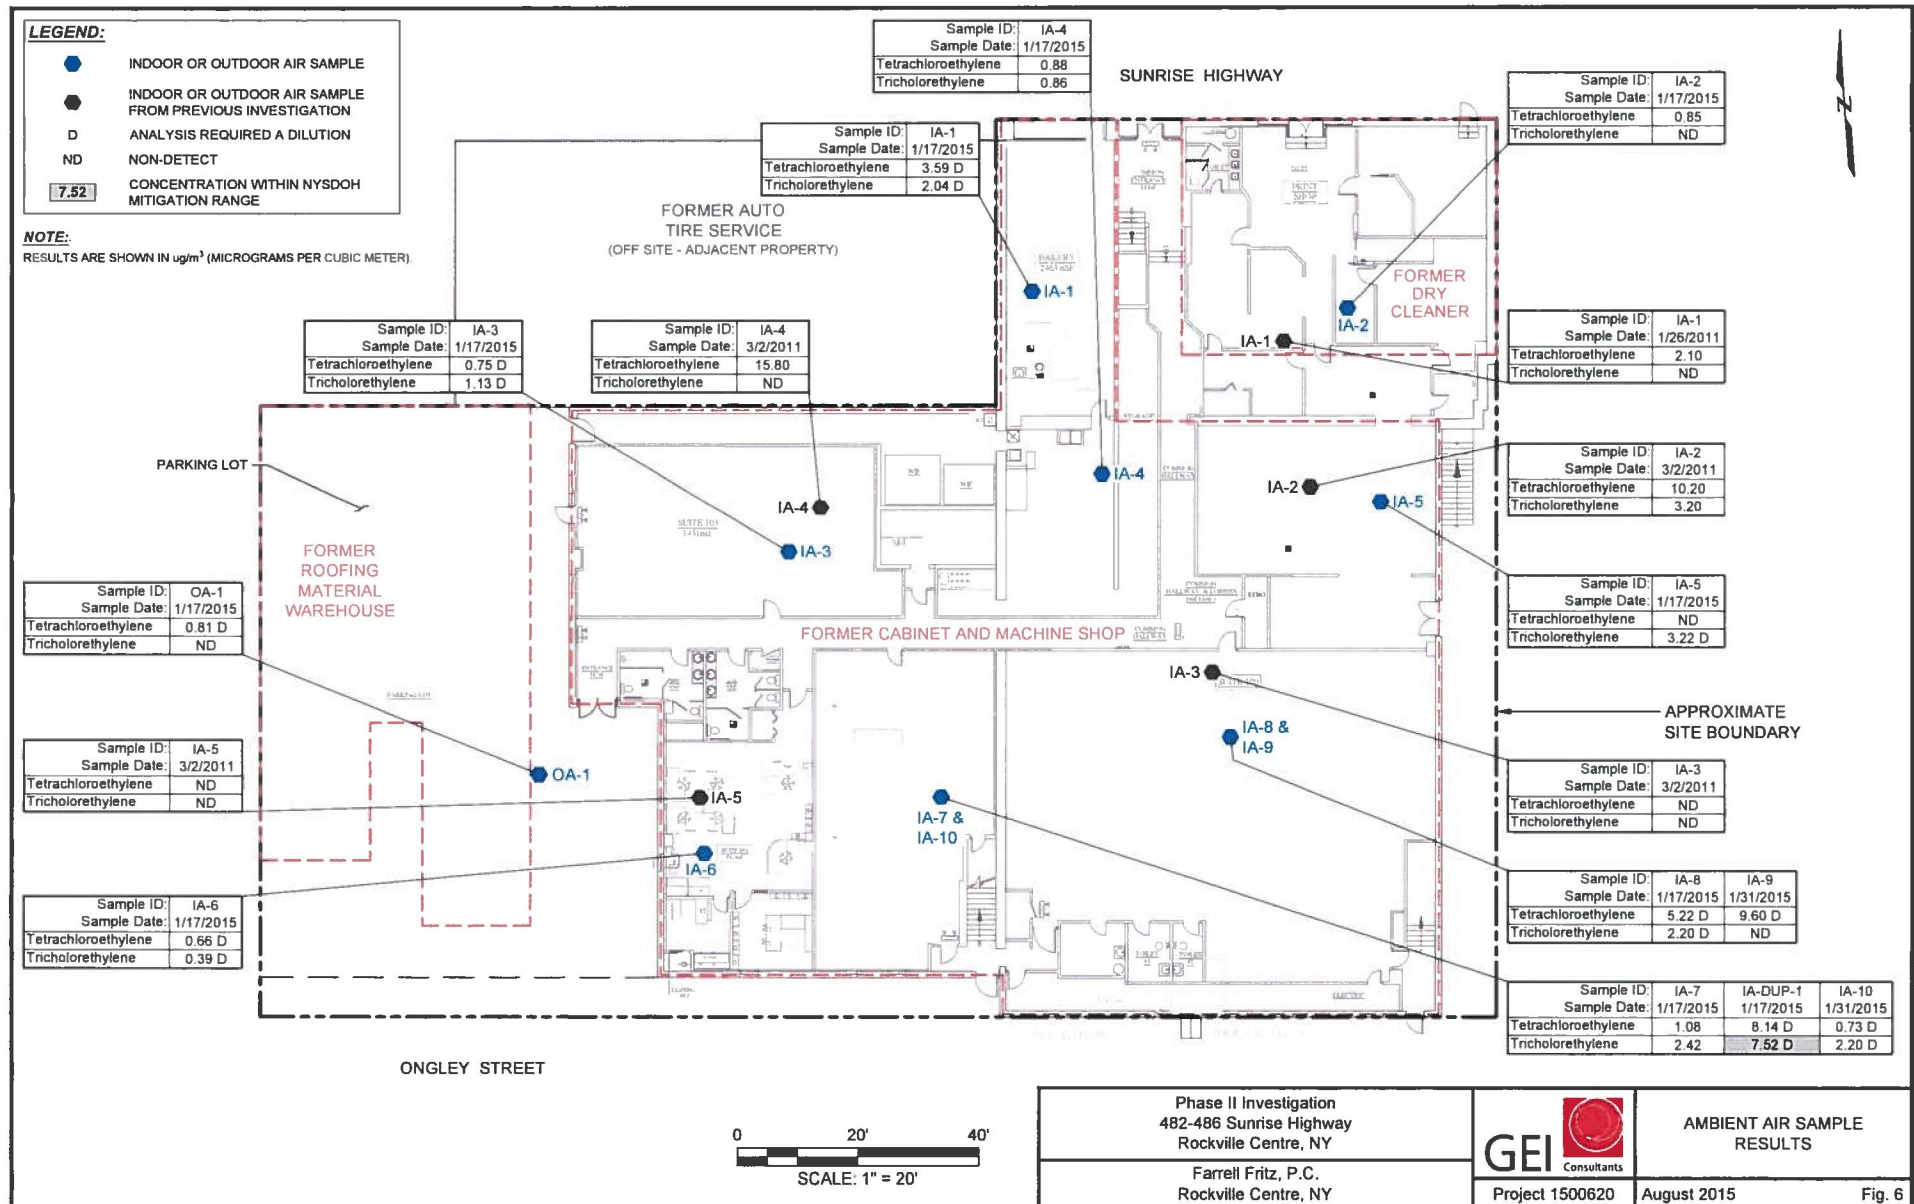 LEGEND:
INDOOR OR OUTDOOR AIR SAMPLE
INDOOR OR OUTDOOR AIR SAMPLE
FROM PREVIOUS INVESTIGATION
D ANALYSIS REQUIRED A DILUTION
ND NON-DETECT
7.52 CONCENTRATION WITHIN NYSDOH
MITIGATION RANGE
NOTE:
RESULTS ARE SHOWN IN ug/m³ (MICROGRAMS PER CUBIC METER).
Sample ID: IA-4
Sample Date: 1/17/2015
Tetrachloroethylene 0.88
Tricholorethylene 0.86
SUNRISE HIGHWAY
Sample ID: IA-2
Sample Date: 1/17/2015
Tetrachloroethylene 0.85
Tricholorethylene ND
Sample ID: IA-1
Sample Date: 1/17/2015
Tetrachloroethylene 3.59 D
Tricholorethylene 2.04 D
N
FORMER AUTO
TIRE SERVICE
(OFF SITE - ADJACENT PROPERTY)
PRINT
SHOP
BAKERY
IA-1
FORMER
DRY
CLEANER
IA-2
IA-1
Sample ID: IA-1
Sample Date: 1/26/2011
Tetrachloroethylene 2.10
Tricholorethylene ND
Sample ID: IA-3
Sample Date: 1/17/2015
Tetrachloroethylene 0.75 D
Tricholorethylene 1.13 D
Sample ID: IA-4
Sample Date: 3/2/2011
Tetrachloroethylene 15.80
Tricholorethylene ND
STORAGE
PARKING LOT
IA-4
IA-4
SUITE 103
IA-3
IA-2
IA-5
Sample ID: IA-2
Sample Date: 3/2/2011
Tetrachloroethylene 10.20
Tricholorethylene 3.20
FORMER
ROOFING
MATERIAL
WAREHOUSE
Sample ID: OA-1
Sample Date: 1/17/2015
Tetrachloroethylene 0.81 D
Tricholorethylene ND
Sample ID: IA-5
Sample Date: 1/17/2015
Tetrachloroethylene ND
Tricholorethylene 3.22 D
FORMER CABINET AND MACHINE SHOP
ENTRANCE
PARKING LOT
IA-3
IA-8 &
IA-9
APPROXIMATE
SITE BOUNDARY
Sample ID: IA-5
Sample Date: 3/2/2011
Tetrachloroethylene ND
Tricholorethylene ND
OA-1
IA-5
IA-7 &
IA-10
IA-6
Sample ID: IA-3
Sample Date: 3/2/2011
Tetrachloroethylene ND
Tricholorethylene ND
Sample ID: IA-6
Sample Date: 1/17/2015
Tetrachloroethylene 0.66 D
Tricholorethylene 0.39 D
Sample ID: IA-8 IA-9
Sample Date: 1/17/2015 1/31/2015
Tetrachloroethylene 5.22 D 9.60 D
Tricholorethylene 2.20 D ND
TOILET
TOILET
ELECTRIC
Sample ID: IA-7 IA-DUP-1 IA-10
Sample Date: 1/17/2015 1/17/2015 1/31/2015
Tetrachloroethylene 1.08 8.14 D 0.73 D
Tricholorethylene 2.42 7.52 D 2.20 D
ONGLEY STREET
0 20' 40'
SCALE: 1" = 20'
Phase II Investigation
482-486 Sunrise Highway
Rockville Centre, NY
Farrell Fritz, P.C.
Rockville Centre, NY
GEI Consultants
Project 1500620
AMBIENT AIR SAMPLE
RESULTS
August 2015 Fig. 6